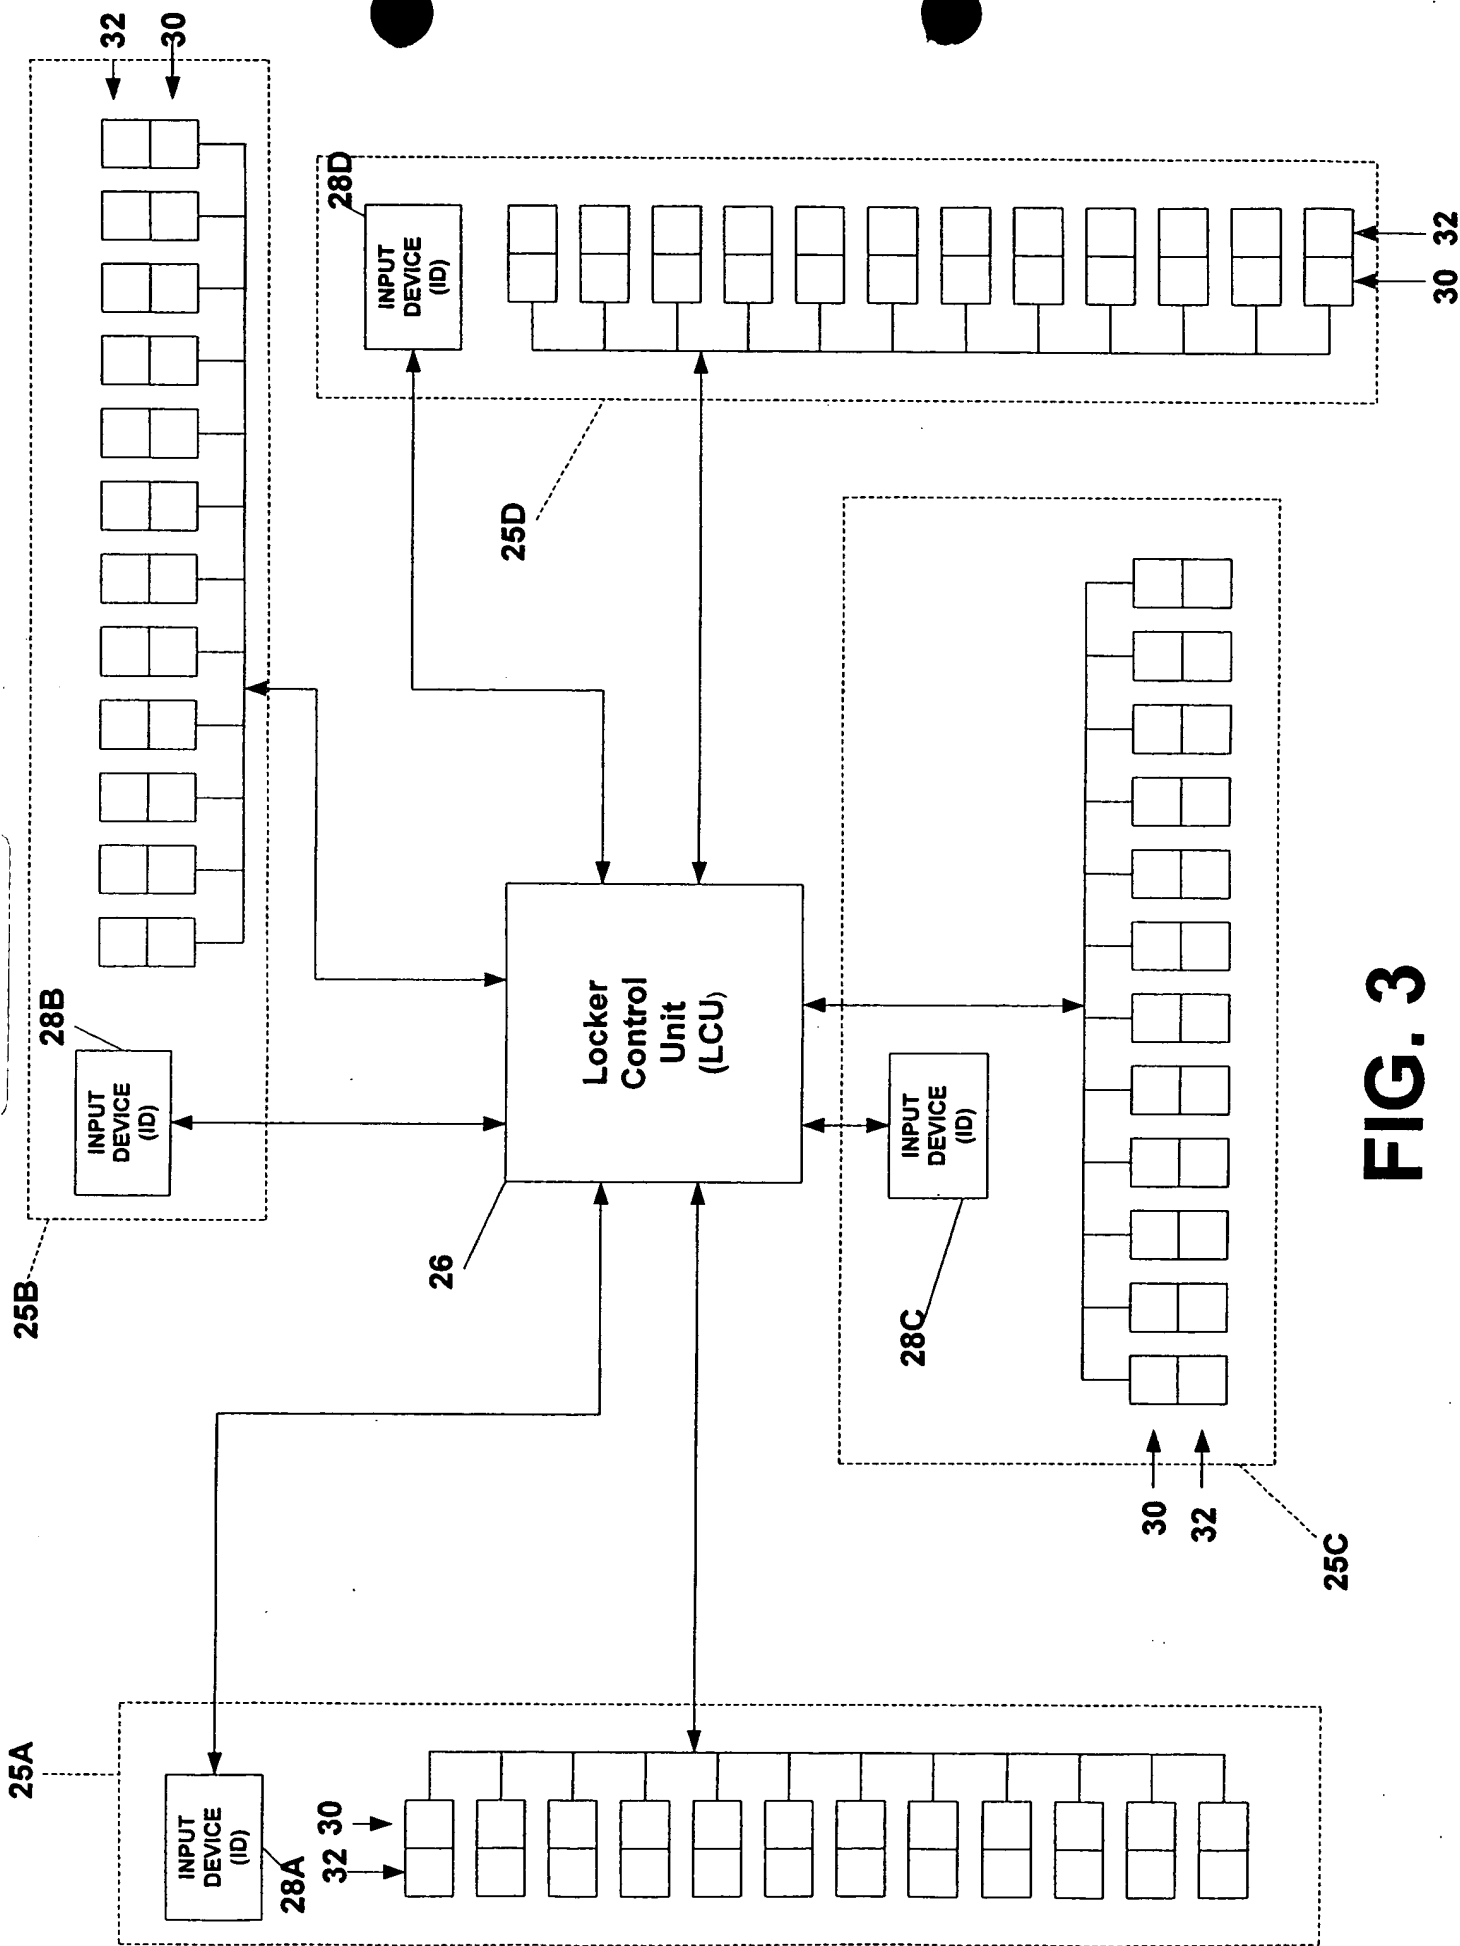 25A
25B
28B
32
30
INPUT
DEVICE
(ID)
INPUT
DEVICE
(ID)
28A
32
30
28D
INPUT
DEVICE
(ID)
26
25D
Locker
Control
Unit
(LCU)
28C
INPUT
DEVICE
(ID)
30
32
25C
FIG. 3
30
32